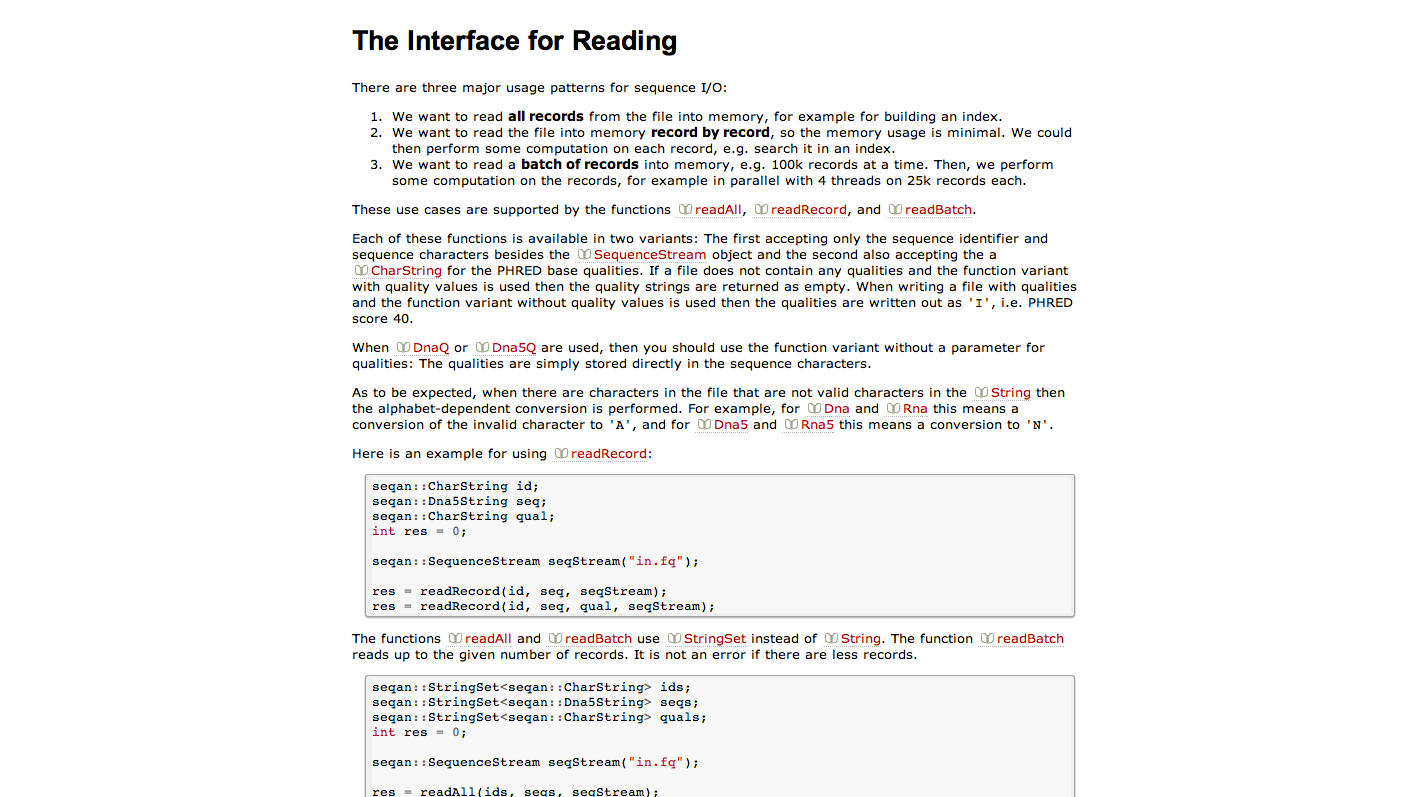 The Interface for Reading
There are three major usage patterns for sequence I/O:
1. We want to read all records from the file into memory, for example for building an index.
2. We want to read the file into memory record by record, so the memory usage is minimal. We could
then perform some computation on each record, e.g. search it in an index.
3. We want to read a batch of records into memory, e.g. 100k records at a time. Then, we perform
some computation on the records, for example in parallel with 4 threads on 25k records each.
These use cases are supported by the functions readAll, readRecord, and readBatch.
Each of these functions is available in two variants: The first accepting only the sequence identifier and
sequence characters besides the SequenceStream object and the second also accepting the a
CharString for the PHRED base qualities. If a file does not contain any qualities and the function variant
with quality values is used then the quality strings are returned as empty. When writing a file with qualities
and the function variant without quality values is used then the qualities are written out as 'I', i.e. PHRED
score 40.
When DnaQ or Dna5Q are used, then you should use the function variant without a parameter for
qualities: The qualities are simply stored directly in the sequence characters.
As to be expected, when there are characters in the file that are not valid characters in the String then
the alphabet-dependent conversion is performed. For example, for Dna and Rna this means a
conversion of the invalid character to 'A', and for Dna5 and Rna5 this means a conversion to 'N'.
Here is an example for using readRecord:
seqan::CharString id;
seqan::Dna5String seq;
seqan::CharString qual;
int res = 0;
seqan::SequenceStream seqStream("in.fq");
res = readRecord(id, seq, seqStream);
res = readRecord(id, seq, qual, seqStream);
The functions readAll and readBatch use StringSet instead of String. The function readBatch
reads up to the given number of records. It is not an error if there are less records.
seqan::StringSet<seqan::CharString> ids;
seqan::StringSet<seqan::Dna5String> seqs;
seqan::StringSet<seqan::CharString> quals;
int res = 0;
seqan::SequenceStream seqStream("in.fq");
res = readAll(ids, seqs, seqStream);